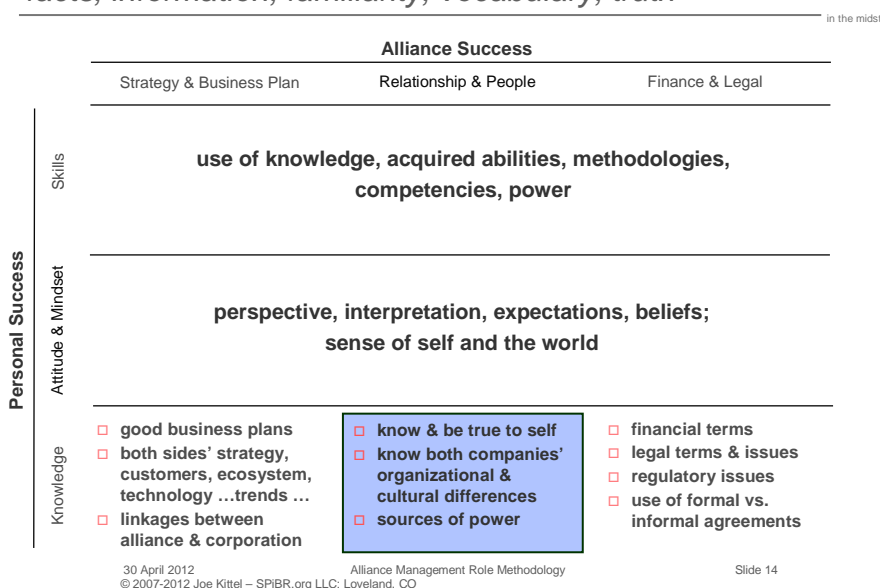 facts, information, familiarity, vocabulary, truth
in the midst
Alliance Success
Strategy & Business Plan
Relationship & People
Finance & Legal
Personal Success
Skills
use of knowledge, acquired abilities, methodologies,
competencies, power
Attitude & Mindset
perspective, interpretation, expectations, beliefs;
sense of self and the world
Knowledge
good business plans
both sides’ strategy,
customers, ecosystem,
technology …trends …
linkages between
alliance & corporation
know & be true to self
know both companies’
organizational &
cultural differences
sources of power
financial terms
legal terms & issues
regulatory issues
use of formal vs.
informal agreements
30 April 2012
Alliance Management Role Methodology
Slide 14
© 2007-2012 Joe Kittel – SPiBR.org LLC; Loveland, CO